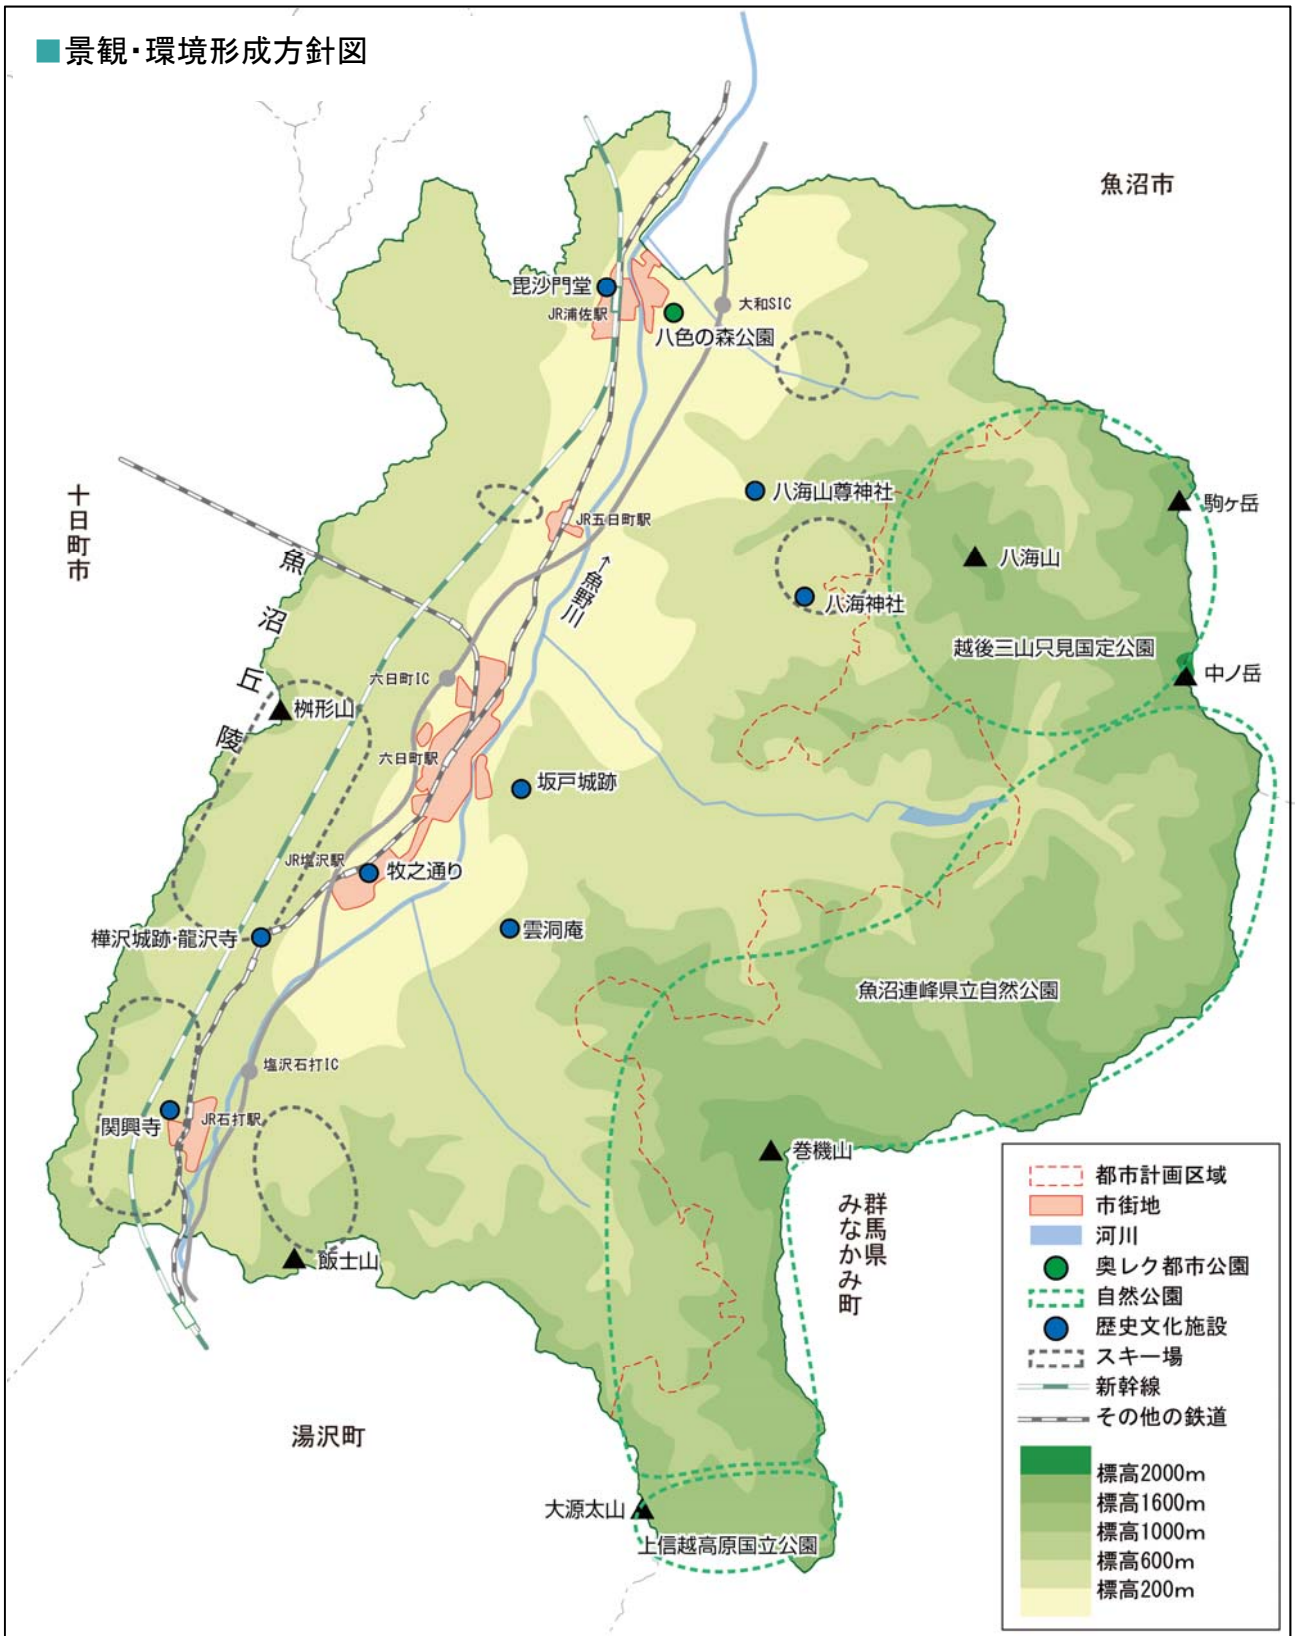 ■景観・環境形成方針図
魚沼市
毘沙門堂
大和SIC
JR浦佐駅
八色の森公園
十日町市
八海山尊神社
駒ヶ岳
JR五日町駅
八海山
魚沼丘陵
↑魚野川
八海神社
越後三山只見国定公園
中ノ岳
六日町IC
桝形山
六日町駅
坂戸城跡
JR塩沢駅
牧之通り
雲洞庵
樺沢城跡・龍沢寺
魚沼連峰県立自然公園
塩沢石打IC
JR石打駅
関興寺
巻機山
群馬県
みなかみ町
飯士山
湯沢町
大源太山
上信越高原国立公園
都市計画区域
市街地
河川
奥レク都市公園
自然公園
歴史文化施設
スキー場
新幹線
その他の鉄道
標高2000m
標高1600m
標高1000m
標高600m
標高200m